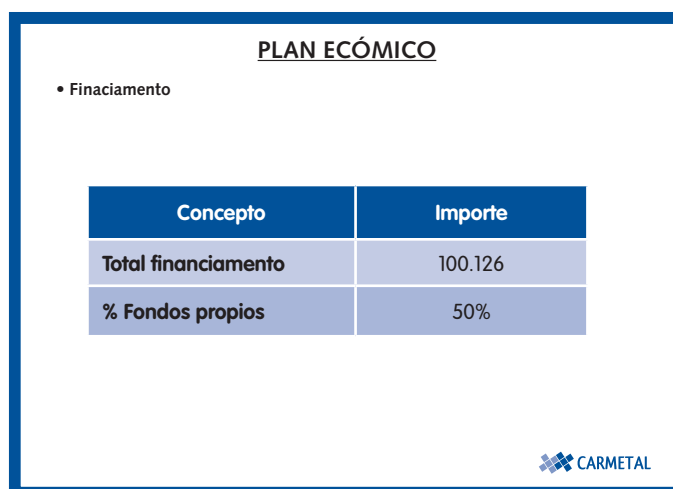 PLAN ECÓMICO
• Finaciamento
Concepto Importe
Total financiamento 100.126
% Fondos propios 50%
CARMETAL